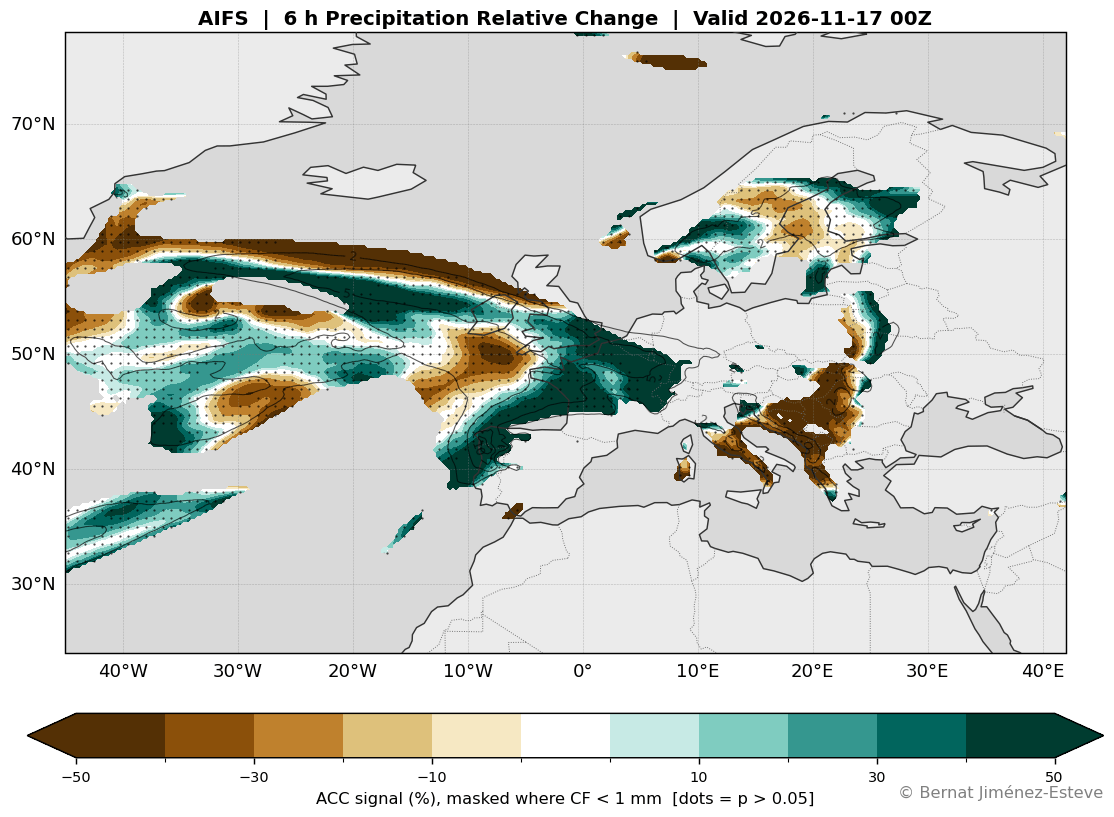 AIFS | 6 h Precipitation Relative Change | Valid 2026-11-17 00Z
70°N
60°N
50°N
40°N
30°N
40°W 30°W 20°W 10°W 0° 10°E 20°E 30°E 40°E
−50 −30 −10 10 30 50
ACC signal (%), masked where CF < 1 mm [dots = p > 0.05]
© Bernat Jiménez-Esteve